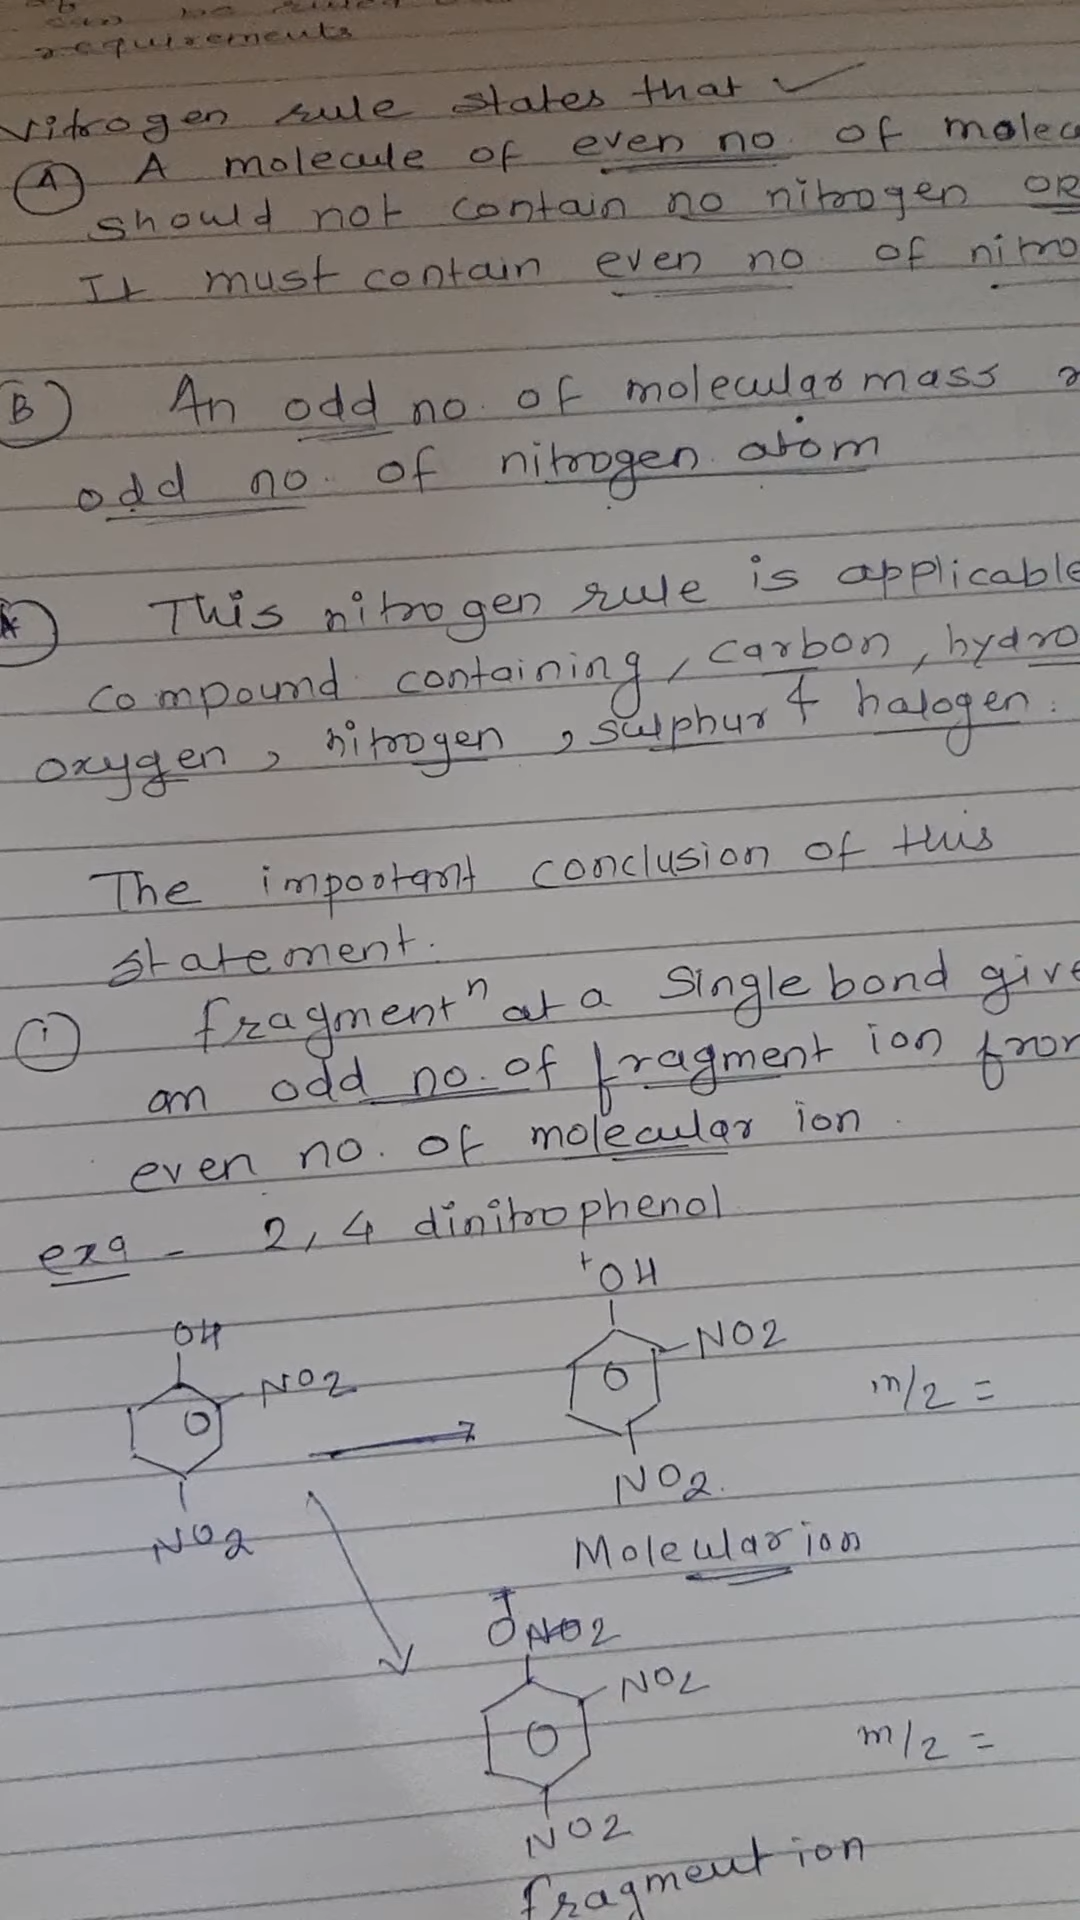 requirements
Nitrogen rule states that
(A) A molecule of even no. of molec
should not contain no nitrogen OR
It must contain even no of nitro
(B) An odd no. of molecular mass
odd no. of nitrogen atom
This nitrogen rule is applicable
compound containing, carbon, hydro
oxygen, nitrogen, sulphur & halogen.
The important conclusion of this
statement.
(i) fragmentⁿ at a single bond give
an odd no. of fragment ion from
even no. of molecular ion.
exa - 2, 4 dinitrophenol
+OH
OH
NO2
NO2
m/2 =
NO2.
NO2
Molecular ion
NO2
m/2 =
NO2
fragment ion